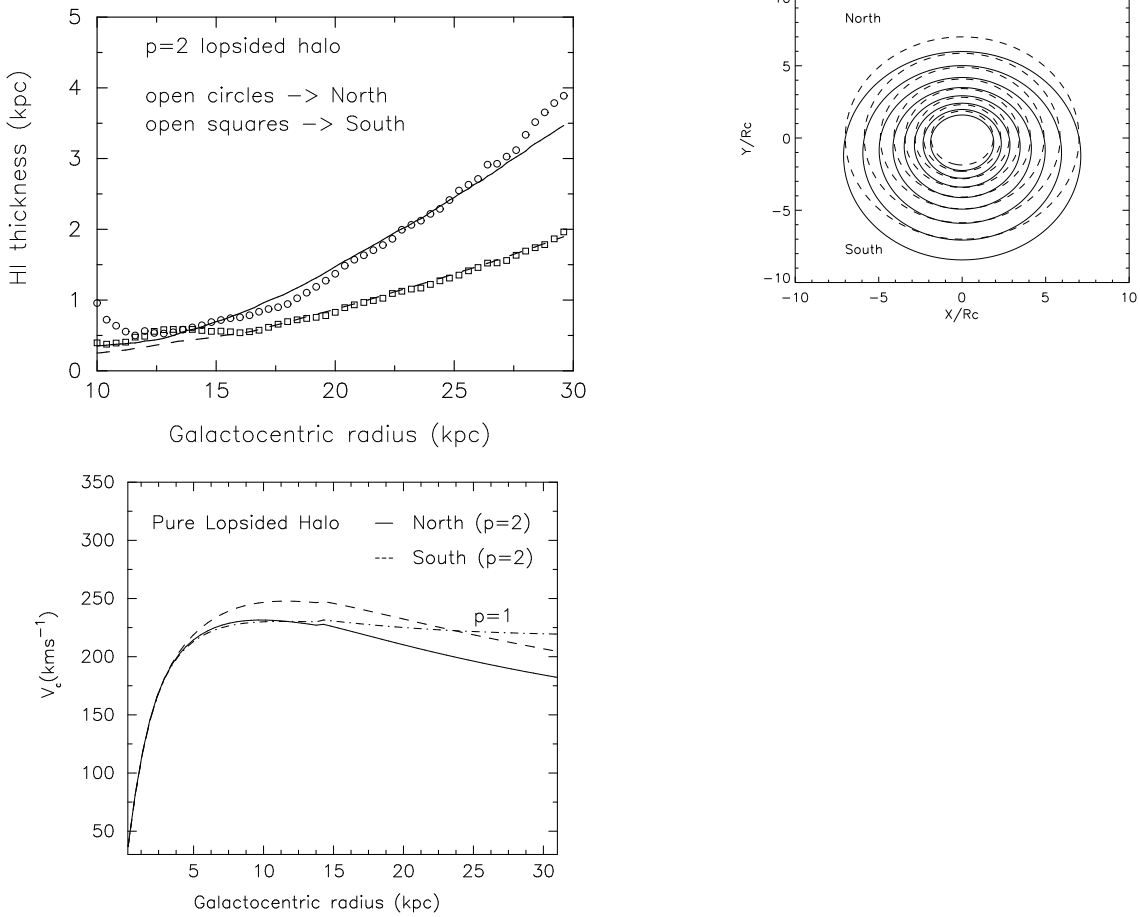 5
p=2 lopsided halo
4
open circles -> North
open squares -> South
3
2
1
0
HI thickness (kpc)
10 15 20 25 30
Galactocentric radius (kpc)
10
North
5
0
-5
South
-10
Y/Rc
-10 -5 0 5 10
X/Rc
350
Pure Lopsided Halo — North (p=2)
--- South (p=2)
300
250
p=1
200
150
100
50
Vc(kms-1)
5 10 15 20 25 30
Galactocentric radius (kpc)